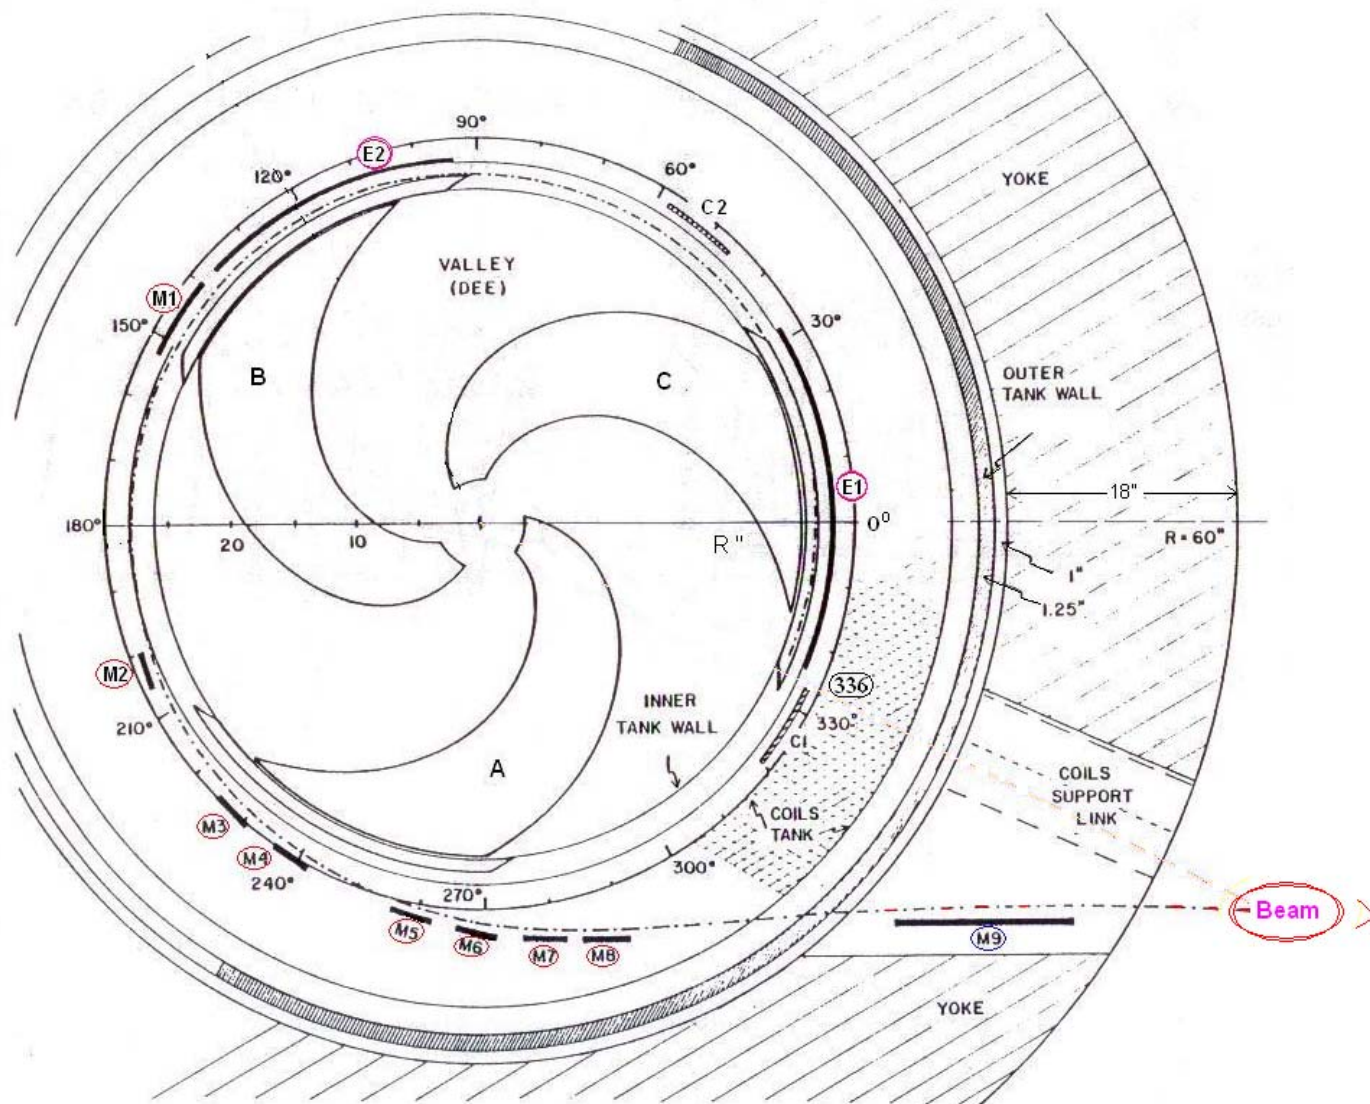 90°
E2
120°
60°
C 2
YOKE
VALLEY
(DEE)
M1
150°
30°
B
C
OUTER
TANK WALL
E1
18"
180°
20
10
R"
0⁰
R = 60"
1"
1.25"
M2
210°
INNER
TANK WALL
336
330°
C1
A
COILS
SUPPORT
LINK
COILS
TANK
M3
M4
240°
300°
270°
M5
M6
M7
M8
M9
Beam
YOKE